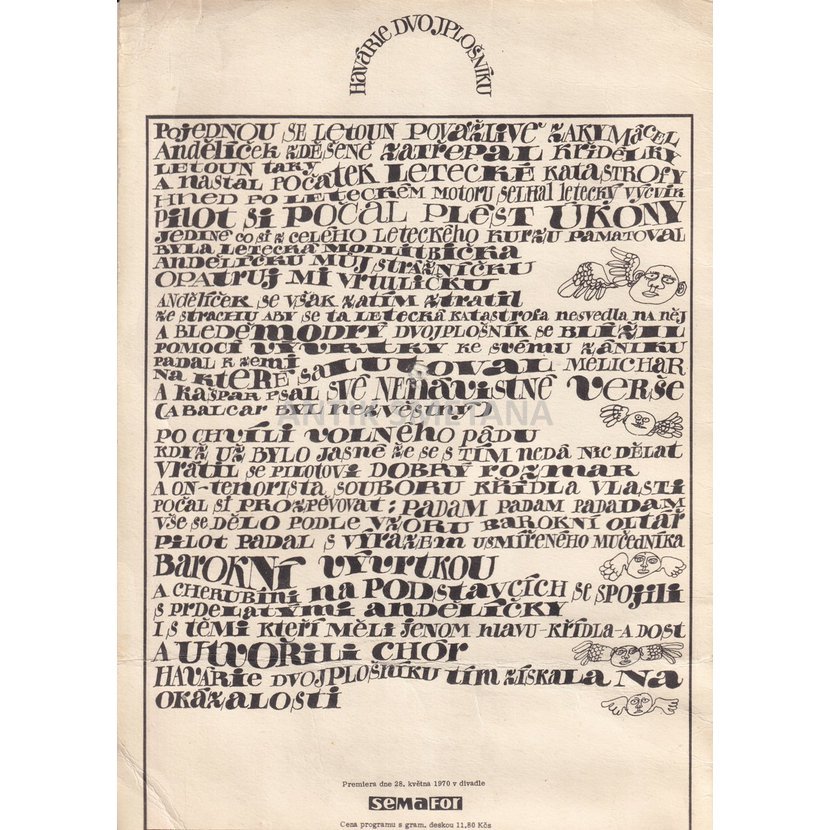 HAVÁRIE DVOJPLOŠNÍKU
POJEDNOU SE LETOUN POVÁŽLIVĚ ZAKYMÁCEL
ANDĚLÍČEK ZDĚŠENĚ ZATŘEPAL KŘIDÉLKY
LETOUN TAKY
A NASTAL POČÁTEK LETECKÉ KATASTROFY
HNED PO LETECKÉM MOTORU SELHAL LETECKÝ VÝCVIK
PILOT SI POČAL PLÉST ÚKONY
JEDINÉ CO SI Z CELÉHO LETECKÉHO KURZU PAMATOVAL
BYLA LETECKÁ MODLITBIČKA
ANDĚLÍČKU MŮJ STRÁŽNÍČKU
OPATRUJ MI VRTULIČKU
ANDĚLÍČEK SE VŠAK ZATÍM ZTRATIL
ZE STRACHU ABY SE TA LETECKÁ KATASTROFA NESVEDLA NA NĚJ
A BLEDĚMODRÝ DVOJPLOŠNÍK SE BLÍŽIL
POMOCÍ VÝVRTKY KE SVÉMU ZÁNIKU
PADAL K ZEMI
NA KTERÉ SÁLUTOVAL MELICHAR
A KAŠPAR PSAL SVÉ NENÁVISTNÉ VERŠE
(A BALCAR BYL NEKVĚSTNÝ)
PO CHVÍLI VOLNÉHO PÁDU
KDYŽ UŽ BYLO JASNÉ ŽE SE S TÍM NEDÁ NIC DĚLAT
VRÁTIL SE PILOTOVI DOBRÝ ROZMAR
A ON-TENORISTA SOUBORU KŘÍDLA VLASTI
POČAL SI PROZPĚVOVAT: PADÁM PADÁM PADADÁM
VŠE SE DĚLO PODLE VZORU BAROKNÍ OLTÁŘ
PILOT PADAL S VÝRAZEM USMÍŘENÉHO MUČEDNÍKA
BAROKNÍ VÝVRTKOU
A CHERUBÍNI NA PODSTAVCÍCH SE SPOJILI
S PRDELATÝMI ANDĚLÍČKY
I S TĚMI KTEŘÍ MĚLI JENOM HLAVU-KŘÍDLA-A DOST
A UTVOŘILI CHÓR
HAVÁRIE DVOJPLOŠNÍKU TÍM ZÍSKALA NA
OKÁZALOSTI
ANTIK SMETANA
Premiera dne 28. května 1970 v divadle
SEMAFOR
Cena programu s gram. deskou 11,80 Kčs